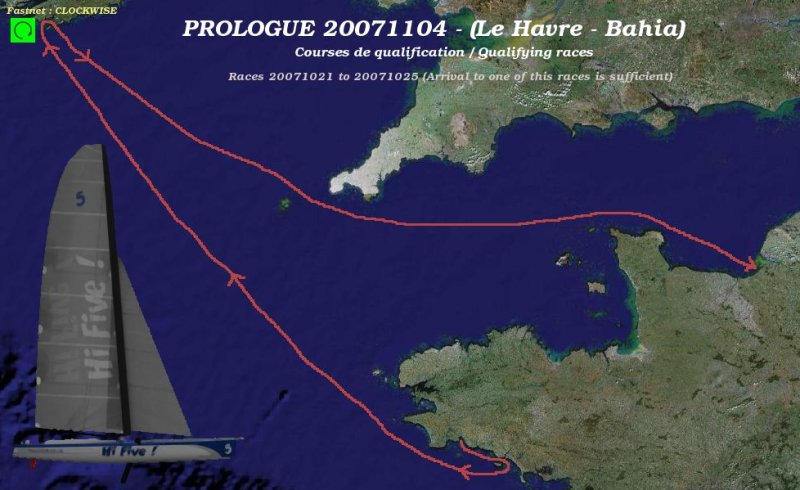 Fastnet : CLOCKWISE
PROLOGUE 20071104 - (Le Havre - Bahia)
Courses de qualification / Qualifying races
Races 20071021 to 20071025 (Arrival to one of this races is sufficient)
5
Hi Five !
Hi Five !
5